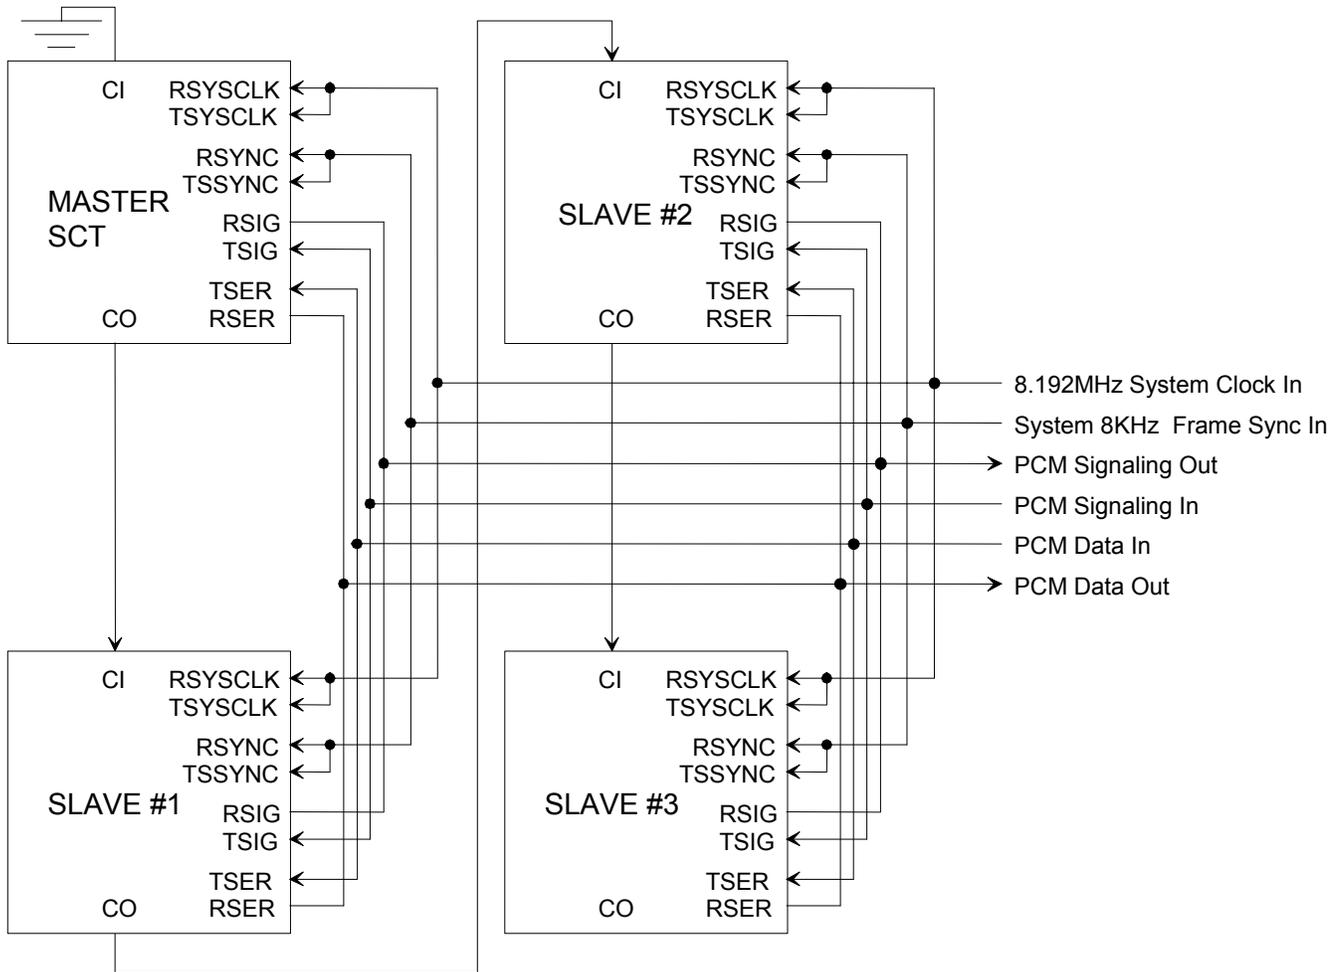 CI
RSYSCLK
TSYSCLK
RSYNC
TSSYNC
MASTER
SCT
RSIG
TSIG
TSER
CO
RSER
CI
RSYSCLK
TSYSCLK
RSYNC
TSSYNC
SLAVE #2
RSIG
TSIG
TSER
CO
RSER
8.192MHz System Clock In
System 8KHz Frame Sync In
PCM Signaling Out
PCM Signaling In
PCM Data In
PCM Data Out
CI
RSYSCLK
TSYSCLK
RSYNC
TSSYNC
SLAVE #1
RSIG
TSIG
TSER
CO
RSER
CI
RSYSCLK
TSYSCLK
RSYNC
TSSYNC
SLAVE #3
RSIG
TSIG
TSER
CO
RSER